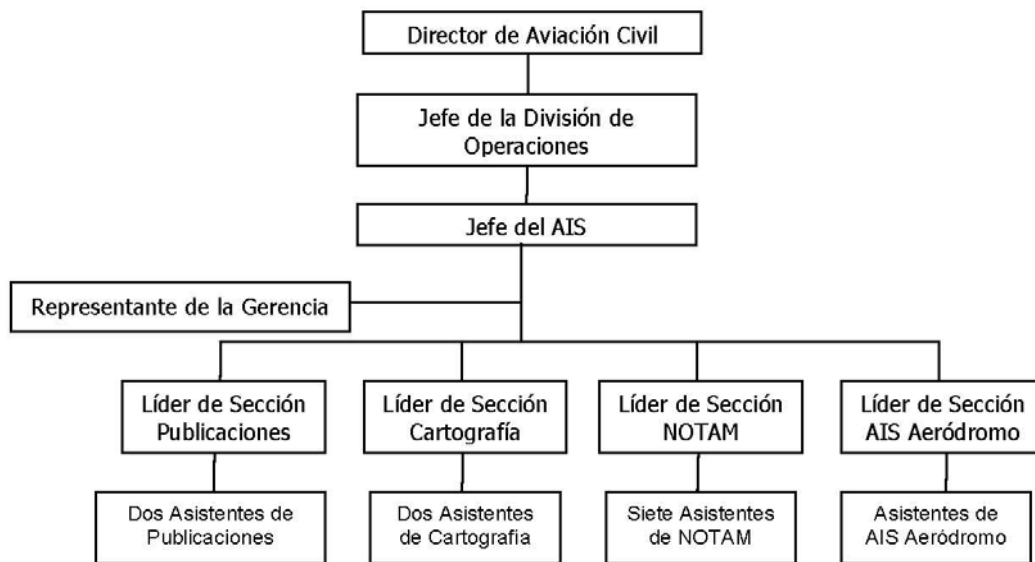 Director de Aviación Civil
Jefe de la División de
Operaciones
Jefe del AIS
Representante de la Gerencia
Líder de Sección
Publicaciones
Líder de Sección
Cartografía
Líder de Sección
NOTAM
Líder de Sección
AIS Aeródromo
Dos Asistentes de
Publicaciones
Dos Asistentes
de Cartografia
Siete Asistentes
de NOTAM
Asistentes de
AIS Aeródromo